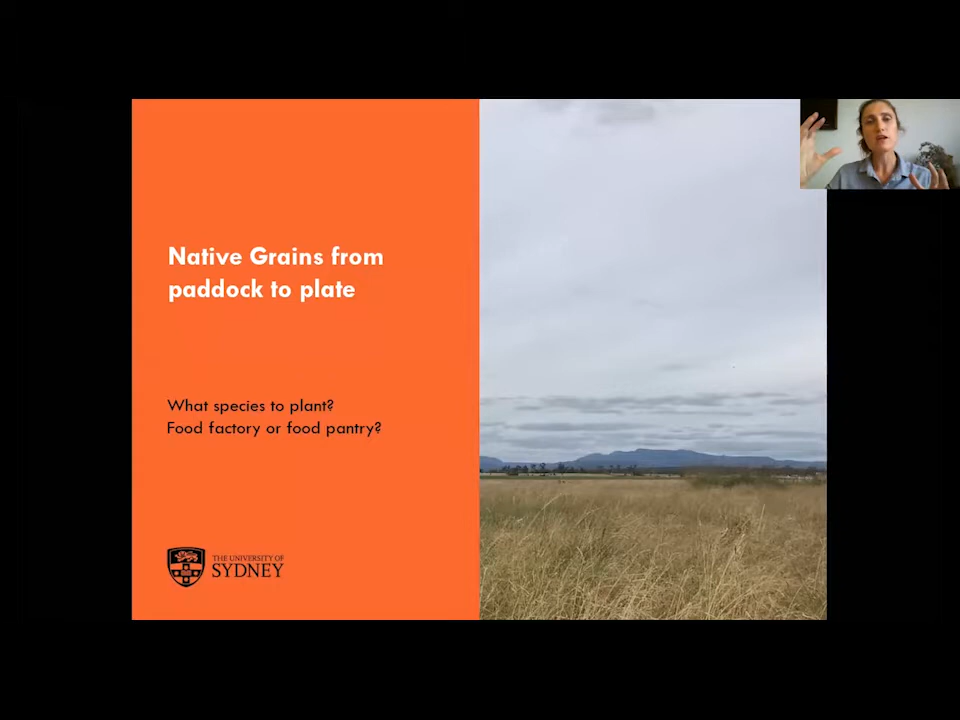 Native Grains from
paddock to plate
What species to plant?
Food factory or food pantry?
THE UNIVERSITY OF
SYDNEY